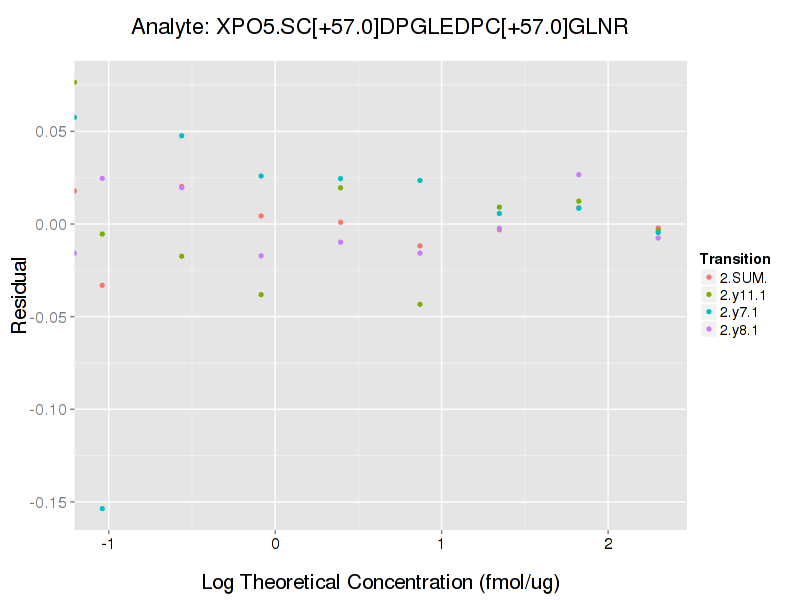 Analyte: XPO5.SC[+57.0]DPGLEDPC[+57.0]GLNR
Residual
0.05
0.00
-0.05
-0.10
-0.15
-1 0 1 2
Log Theoretical Concentration (fmol/ug)
Transition
2.SUM.
2.y11.1
2.y7.1
2.y8.1